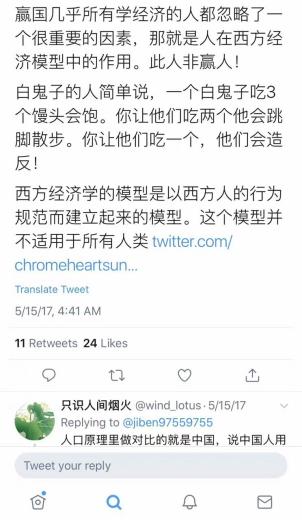 赢国几乎所有学经济的人都忽略了一
个很重要的因素，那就是人在西方经
济模型中的作用。此人非赢人！
白鬼子的人简单说，一个白鬼子吃3
个馒头会饱。你让他们吃两个他会跳
脚散步。你让他们吃一个，他们会造
反！
西方经济学的模型是以西方人的行为
规范而建立起来的模型。这个模型并
不适用于所有人类 twitter.com/
chromeheartsun...
Translate Tweet
5/15/17, 4:41 AM
11 Retweets 24 Likes
只识人间烟火 @wind_lotus · 5/15/17
Replying to @jiben97559755
人口原理里做对比的就是中国，说中国人用
Tweet your reply